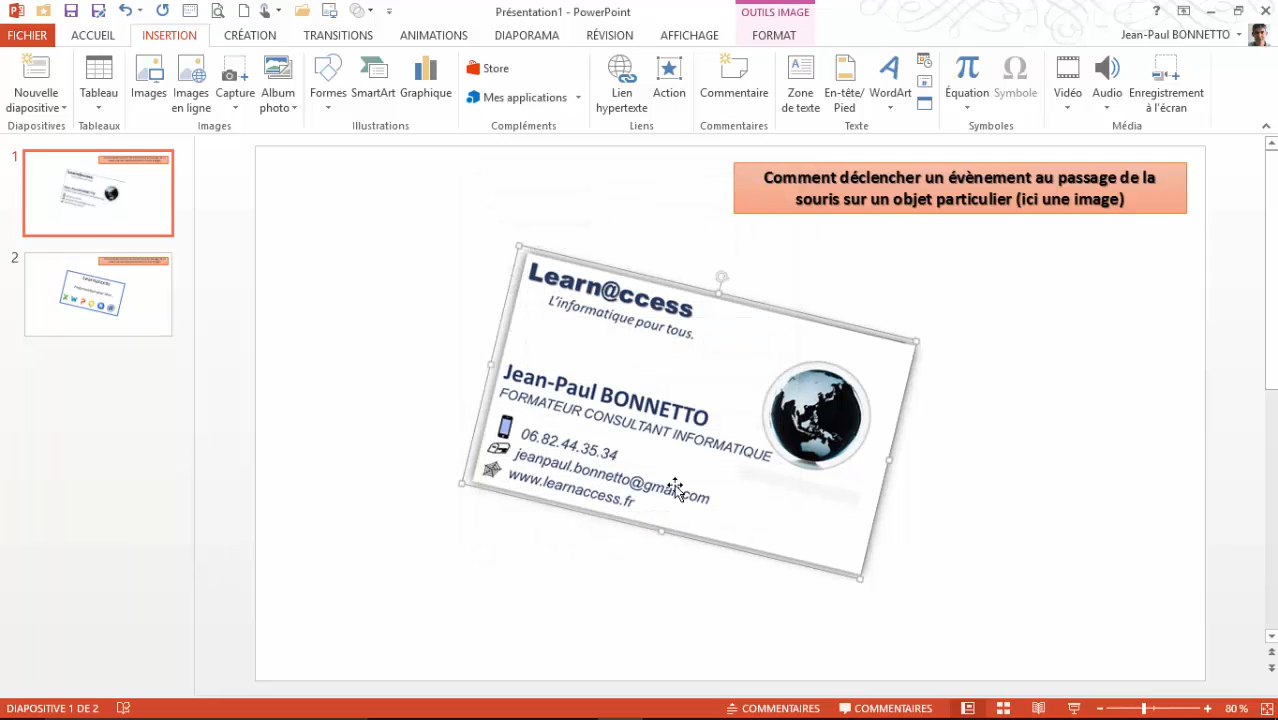 Présentation1 - PowerPoint
OUTILS IMAGE
FICHIER ACCUEIL INSERTION CRÉATION TRANSITIONS ANIMATIONS DIAPORAMA RÉVISION AFFICHAGE FORMAT
Jean-Paul BONNETTO
Nouvelle diapositive
Tableau
Images
Images en ligne
Capture
Album photo
Formes
SmartArt
Graphique
Store
Mes applications
Lien hypertexte
Action
Commentaire
Zone de texte
En-tête/ Pied
WordArt
Équation
Symbole
Vidéo
Audio
Enregistrement à l'écran
Diapositives Tableaux Images Illustrations Compléments Liens Commentaires Texte Symboles Média
1
2
Comment déclencher un évènement au passage de la
souris sur un objet particulier (ici une image)
Learn@ccess
L'informatique pour tous.
Jean-Paul BONNETTO
FORMATEUR CONSULTANT INFORMATIQUE
06.82.44.35.34
jeanpaul.bonnetto@gmail.com
www.learnaccess.fr
DIAPOSITIVE 1 DE 2
COMMENTAIRES
COMMENTAIRES
80 %